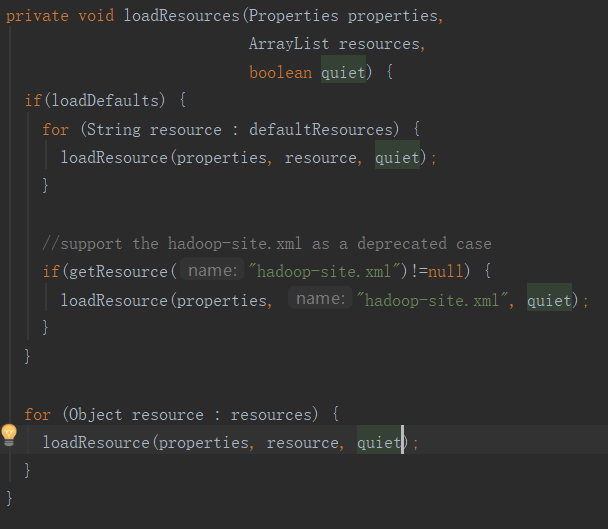 private void loadResources(Properties properties,
                           ArrayList resources,
                           boolean quiet) {
  if(loadDefaults) {
    for (String resource : defaultResources) {
      loadResource(properties, resource, quiet);
    }

    //support the hadoop-site.xml as a deprecated case
    if(getResource( name: "hadoop-site.xml")!=null) {
      loadResource(properties, name: "hadoop-site.xml", quiet);
    }
  }

  for (Object resource : resources) {
    loadResource(properties, resource, quiet);
  }
}